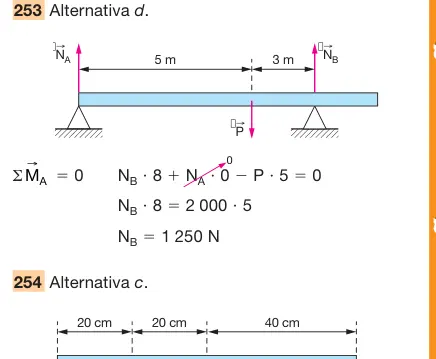 253 Alternativa d.
N⃗A 5 m 3 m N⃗B
P⃗
ΣM⃗A = 0 NB · 8 + NA · 0 − P · 5 = 0
0
NB · 8 = 2 000 · 5
NB = 1 250 N
254 Alternativa c.
20 cm 20 cm 40 cm